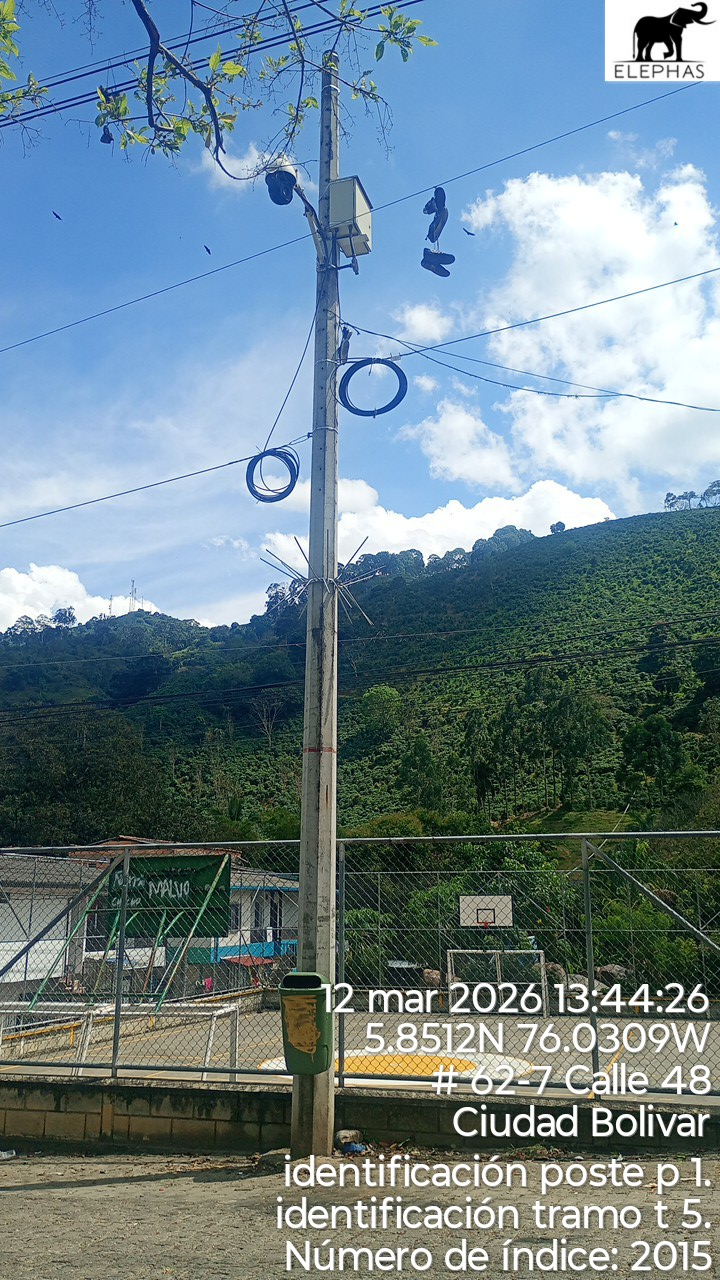 ELEPHAS
MALVO
12 mar 2026 13:44:26
5.8512N 76.0309W
# 62-7 Calle 48
Ciudad Bolivar
identificación poste p 1.
identificación tramo t 5.
Número de índice: 2015